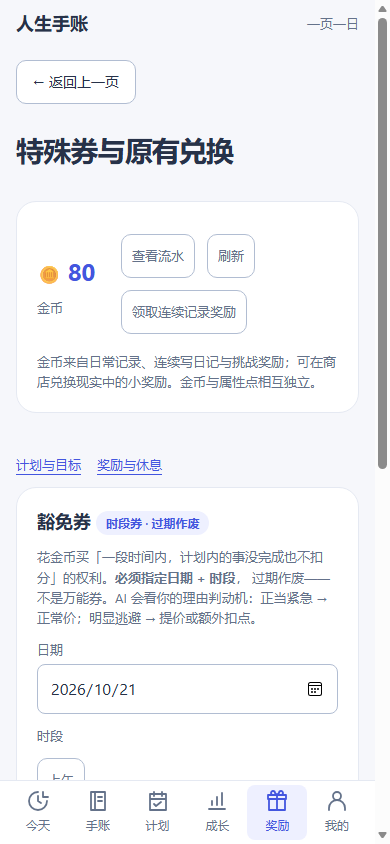 人生手账
一页一日
← 返回上一页
特殊券与原有兑换
80
金币
查看流水
刷新
领取连续记录奖励
金币来自日常记录、连续写日记与挑战奖励；可在商
店兑换现实中的小奖励。金币与属性点相互独立。
计划与目标
奖励与休息
豁免券
时段券 · 过期作废
花金币买「一段时间内，计划内的事没完成也不扣
分」的权利。必须指定日期 + 时段，过期作废——
不是万能券。AI 会看你的理由判动机：正当紧急 →
正常价；明显逃避 → 提价或额外扣点。
日期
2026/10/21
时段
上午
今天
手账
计划
成长
奖励
我的